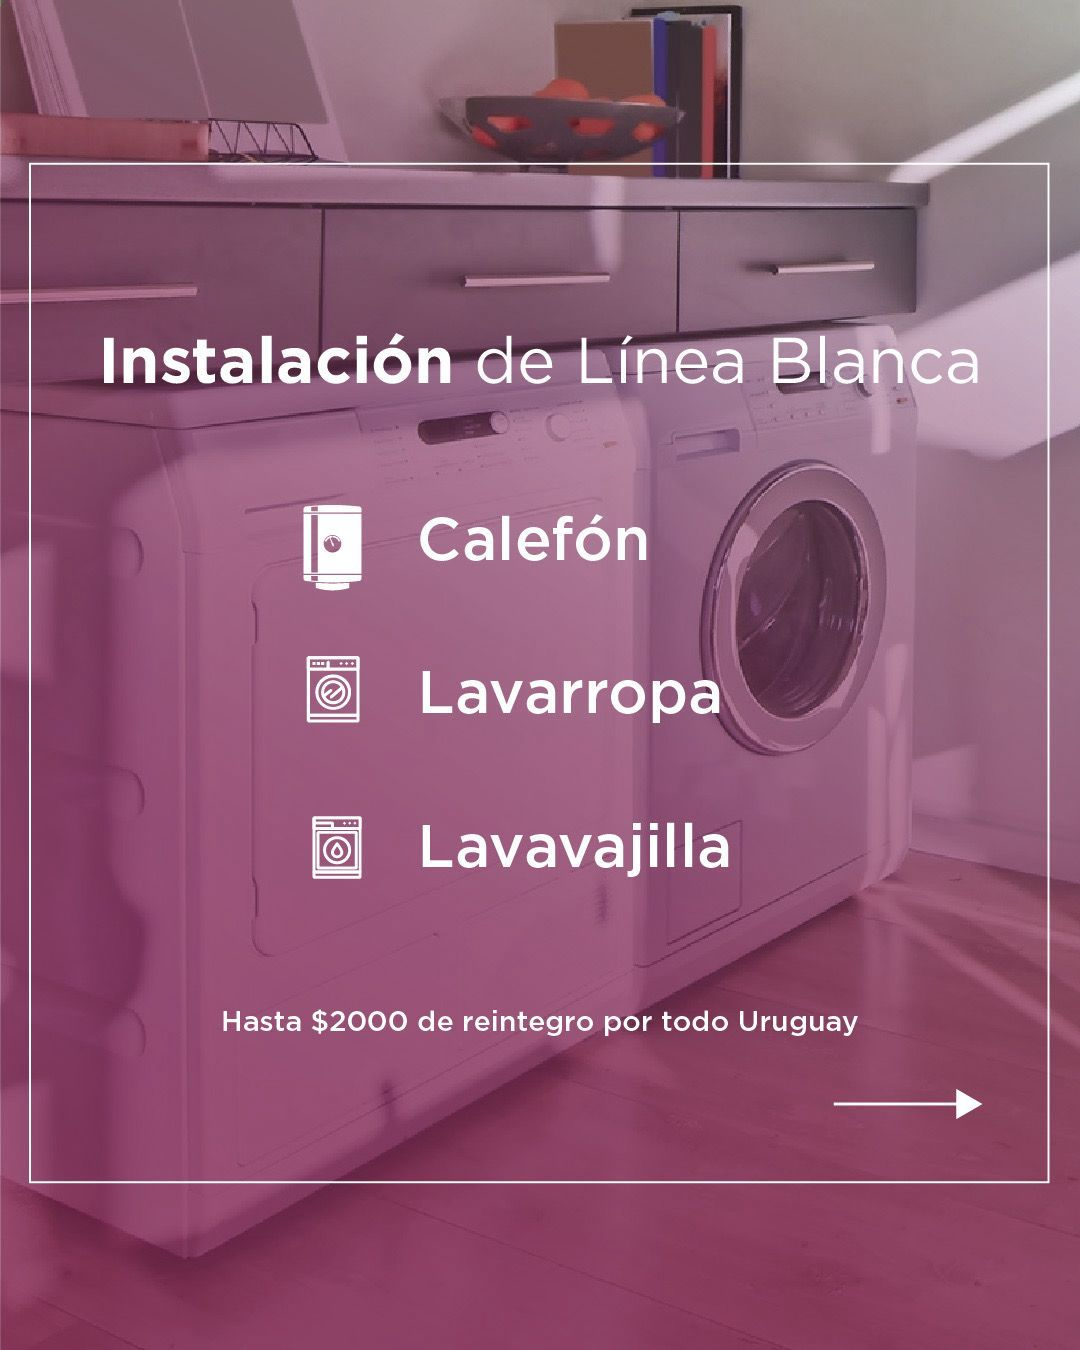 Instalación de Línea Blanca
Calefón
Lavarropa
Lavavajilla
Hasta $2000 de reintegro por todo Uruguay